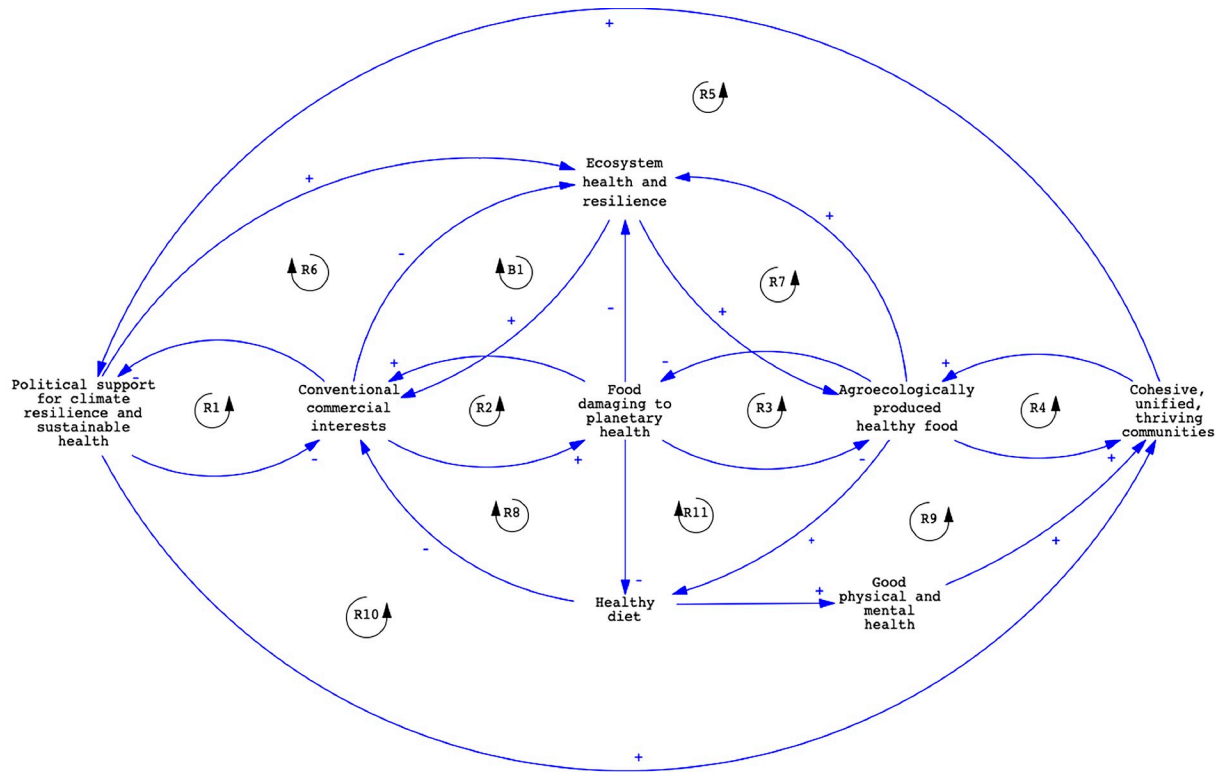 +
R5
Ecosystem
health and
resilience
+
+
-
R6
B1
R7
-
+
+
Political support
for climate
resilience and
sustainable
health
-
R1
-
Conventional
commercial
interests
+
R2
+
Food
damaging to
planetary
health
-
R3
-
Agroecologically
produced
healthy food
+
R4
+
Cohesive,
unified,
thriving
communities
R8
R11
R9
-
+
+
-
Healthy
diet
+
Good
physical and
mental
health
R10
+